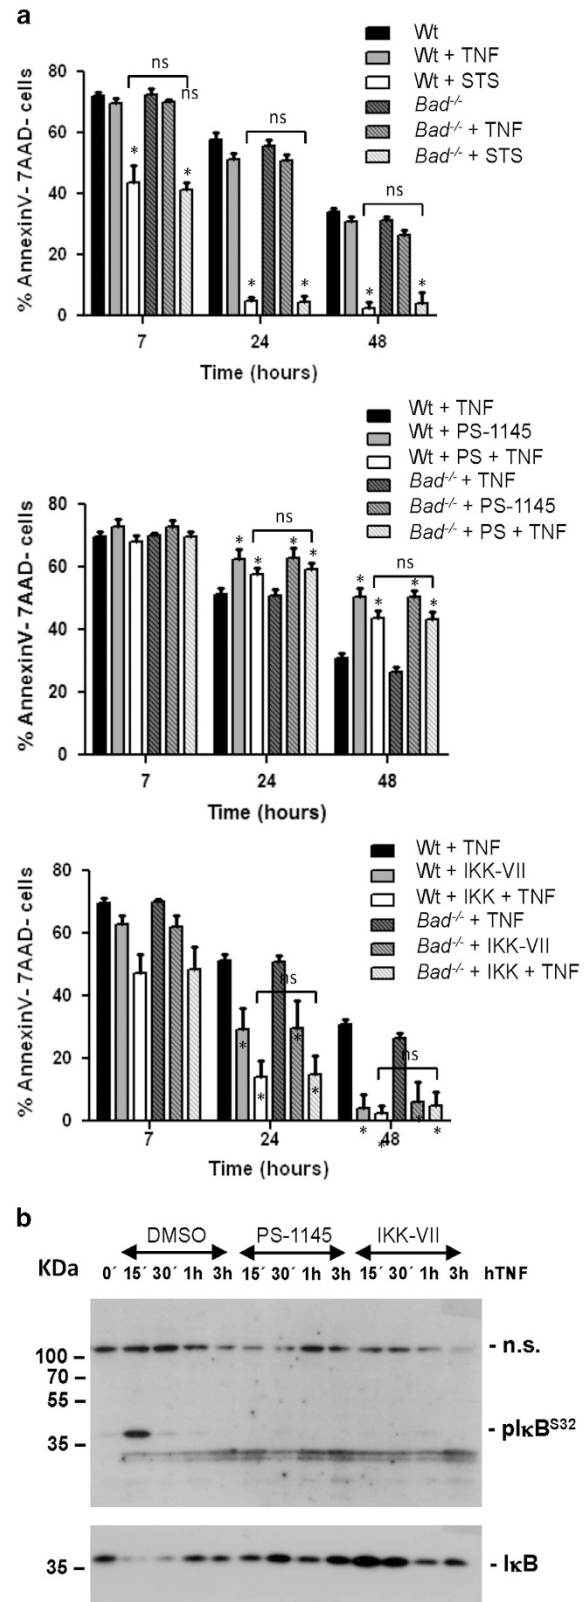 a
Wt
Wt + TNF
Wt + STS
Bad-/-
Bad-/- + TNF
Bad-/- + STS
% AnnexinV- 7AAD- cells
80
60
40
20
0
ns
ns
ns
ns
*
*
*
*
*
*
7
24
48
Time (hours)
Wt + TNF
Wt + PS-1145
Wt + PS + TNF
Bad-/- + TNF
Bad-/- + PS-1145
Bad-/- + PS + TNF
% AnnexinV- 7AAD- cells
80
60
40
20
0
ns
ns
*
*
*
*
*
*
*
*
7
24
48
Time (hours)
Wt + TNF
Wt + IKK-VII
Wt + IKK + TNF
Bad-/- + TNF
Bad-/- + IKK-VII
Bad-/- + IKK + TNF
% AnnexinV- 7AAD- cells
80
60
40
20
0
ns
ns
*
*
*
*
*
*
*
*
7
24
48
Time (hours)
b
DMSO PS-1145 IKK-VII
KDa 0´ 15´ 30´ 1h 3h 15´ 30´ 1h 3h 15´ 30´ 1h 3h hTNF
- n.s.
100 –
70 –
55 –
- pIκBS32
35 –
35 –
- IκB